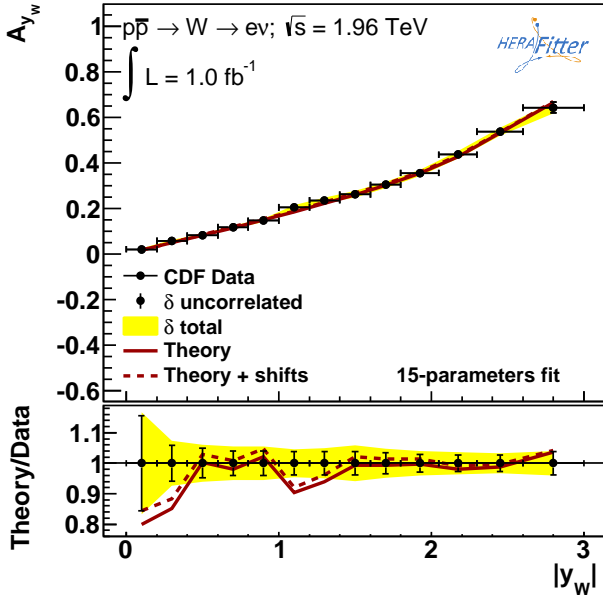 A_{y_W}
pp̅ → W → eν; √s = 1.96 TeV
∫ L = 1.0 fb⁻¹
HERAFitter
1
0.8
0.6
0.4
0.2
0
-0.2
-0.4
-0.6
CDF Data
δ uncorrelated
δ total
Theory
Theory + shifts
15-parameters fit
Theory/Data
1.1
1
0.9
0.8
0 1 2 3
|y_W|